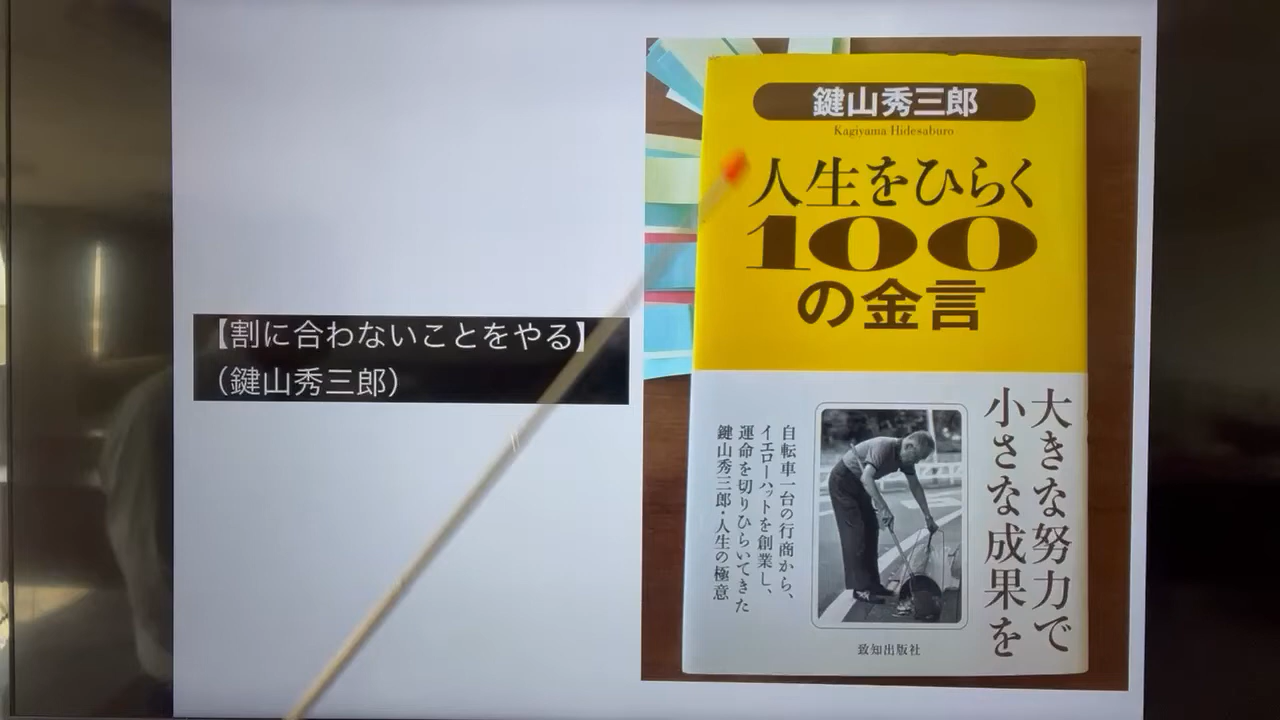 【割に合わないことをやる】
（鍵山秀三郎）
鍵山秀三郎
Kagiyama Hidesaburo
人生をひらく
100
の金言
大きな努力で
小さな成果を
自転車一台の行商から、
イエローハットを創業し、
運命を切りひらいてきた
鍵山秀三郎・人生の極意
致知出版社